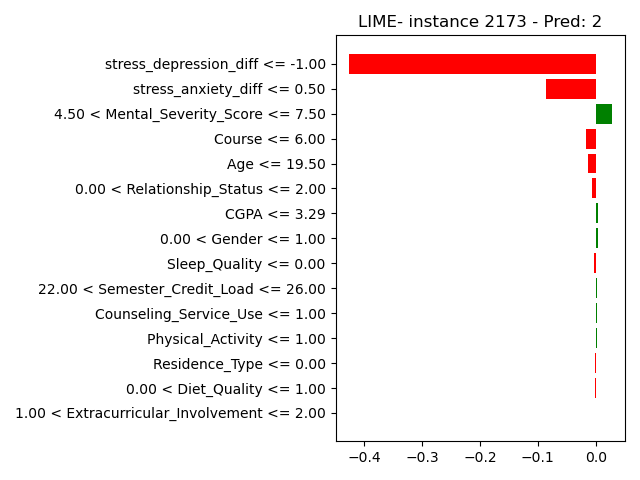 LIME- instance 2173 - Pred: 2
stress_depression_diff <= -1.00
stress_anxiety_diff <= 0.50
4.50 < Mental_Severity_Score <= 7.50
Course <= 6.00
Age <= 19.50
0.00 < Relationship_Status <= 2.00
CGPA <= 3.29
0.00 < Gender <= 1.00
Sleep_Quality <= 0.00
22.00 < Semester_Credit_Load <= 26.00
Counseling_Service_Use <= 1.00
Physical_Activity <= 1.00
Residence_Type <= 0.00
0.00 < Diet_Quality <= 1.00
1.00 < Extracurricular_Involvement <= 2.00
−0.4 −0.3 −0.2 −0.1 0.0